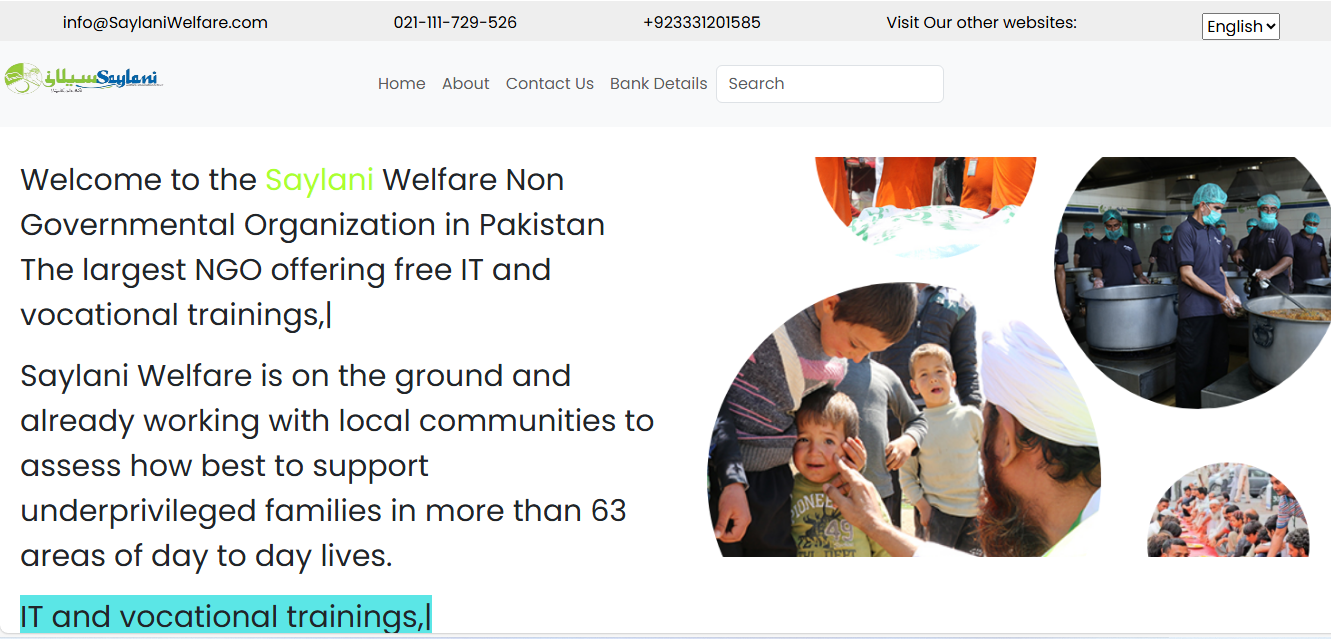 info@SaylaniWelfare.com
021-111-729-526
+923331201585
Visit Our other websites:
English
سیلانی Saylani
Home
About
Contact Us
Bank Details
Search
Welcome to the Saylani Welfare Non
Governmental Organization in Pakistan
The largest NGO offering free IT and
vocational trainings,|
Saylani Welfare is on the ground and
already working with local communities to
assess how best to support
underprivileged families in more than 63
areas of day to day lives.
IT and vocational trainings,|
PIONEE
49